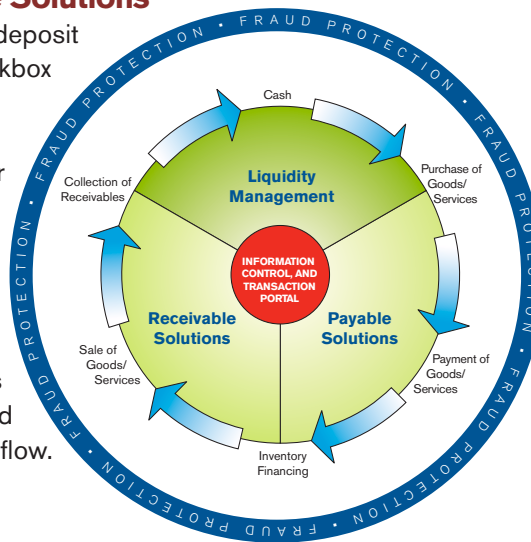 Solutions
deposit
kbox
r
s
d
flow.
• FRAUD PROTECTION • FRAUD PROTECTION • FRAUD PROTECTION • FRAUD PROTECTION • FRAUD PROTECTION • FRAUD PROTECTION
Cash
Purchase of
Goods/
Services
Payment of
Goods/
Services
Inventory
Financing
Sale of
Goods/
Services
Collection of
Receivables
Liquidity
Management
INFORMATION
CONTROL, AND
TRANSACTION
PORTAL
Receivable
Solutions
Payable
Solutions